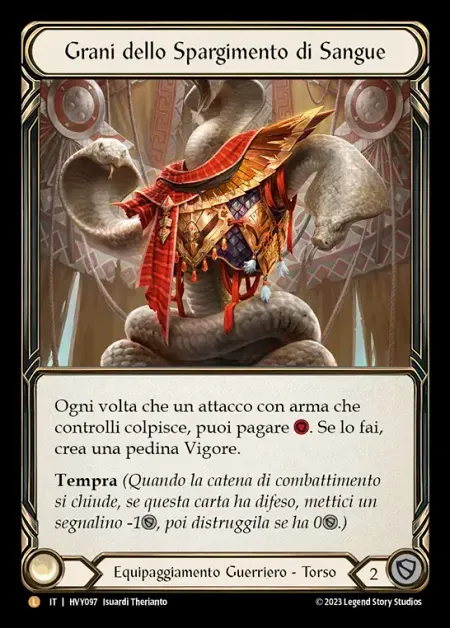 Grani dello Spargimento di Sangue
Ogni volta che un attacco con arma che
controlli colpisce, puoi pagare . Se lo fai,
crea una pedina Vigore.
Tempra (Quando la catena di combattimento
si chiude, se questa carta ha difeso, mettici un
segnalino -1, poi distruggila se ha 0.)
Equipaggiamento Guerriero - Torso
2
L IT | HVY097 Isuardi Therianto
© 2023 Legend Story Studios